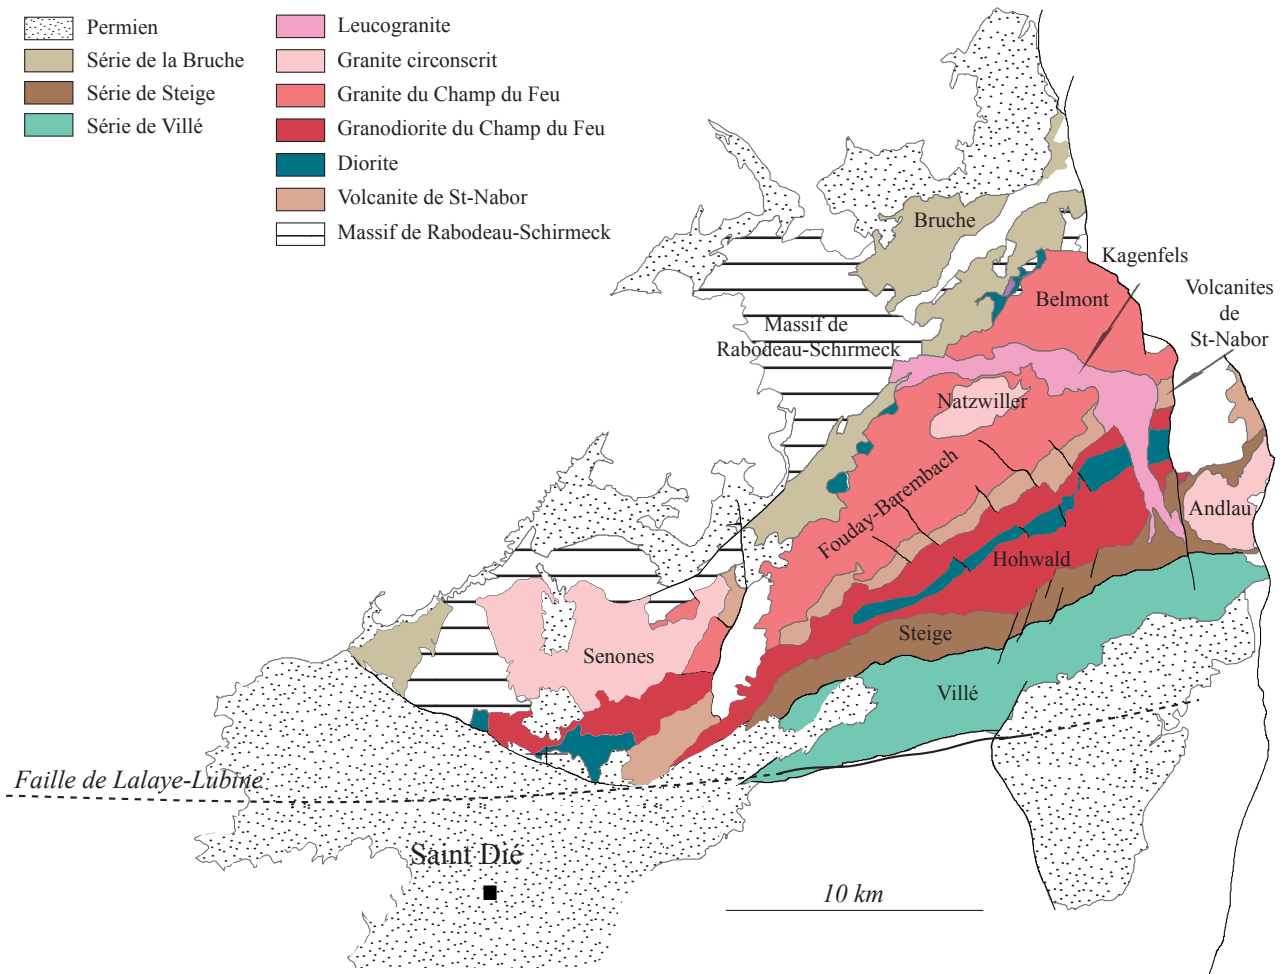 Permien
Série de la Bruche
Série de Steige
Série de Villé
Leucogranite
Granite circonscrit
Granite du Champ du Feu
Granodiorite du Champ du Feu
Diorite
Volcanite de St-Nabor
Massif de Rabodeau-Schirmeck
Bruche
Kagenfels
Belmont
Volcanites
de
St-Nabor
Massif de
Rabodeau-Schirmeck
Natzwiller
Fouday-Barembach
Andlau
Hohwald
Steige
Senones
Villé
Faille de Lalaye-Lubine
Saint Dié
10 km